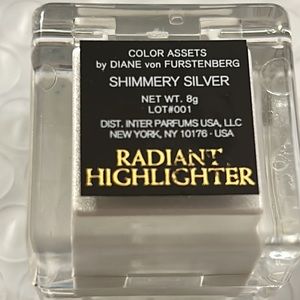 COLOR ASSETS
by DIANE von FURSTENBERG
SHIMMERY SILVER
NET WT. 8g
LOT#001
DIST. INTER PARFUMS USA, LLC
NEW YORK, NY 10176 - USA
RADIANT
HIGHLIGHTER